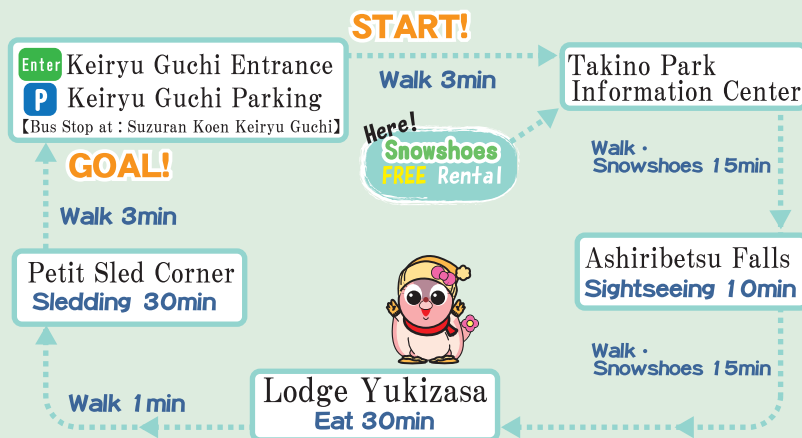 START!
Enter Keiryu Guchi Entrance
P Keiryu Guchi Parking
【Bus Stop at : Suzuran Koen Keiryu Guchi】
Walk 3min
Takino Park
Information Center
Here!
Snowshoes
FREE Rental
Walk・
Snowshoes 15min
Ashiribetsu Falls
Sightseeing 10min
Walk・
Snowshoes 15min
Lodge Yukizasa
Eat 30min
Walk 1min
Petit Sled Corner
Sledding 30min
Walk 3min
GOAL!